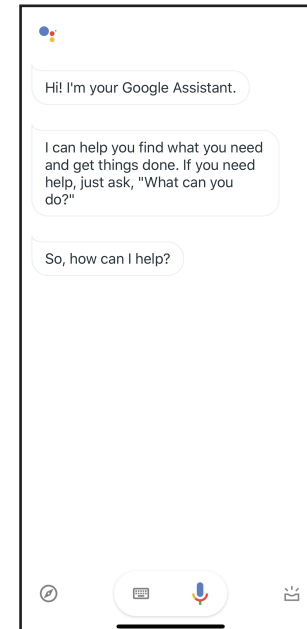 Hi! I'm your Google Assistant.
I can help you find what you need
and get things done. If you need
help, just ask, "What can you
do?"
So, how can I help?